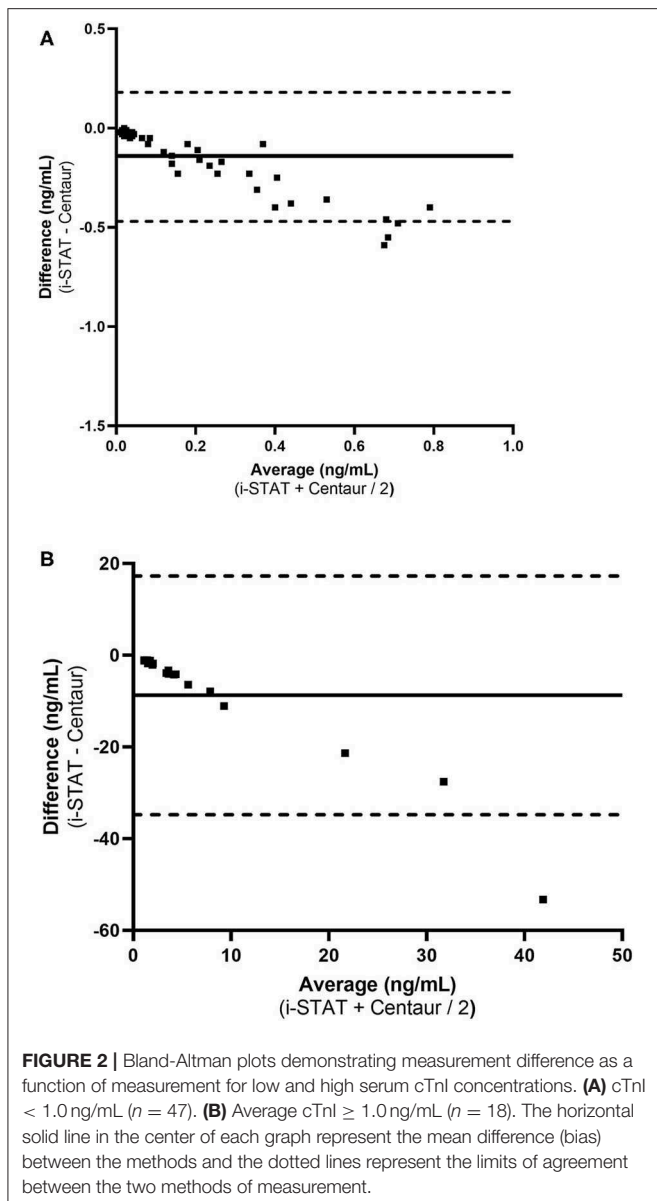 A
0.5
0.0
-0.5
-1.0
-1.5
Difference (ng/mL)
(i-STAT - Centaur)
0.0 0.2 0.4 0.6 0.8 1.0
Average (ng/mL)
(i-STAT + Centaur / 2)
B
20
0
-20
-40
-60
Difference (ng/mL)
(i-STAT - Centaur)
0 10 20 30 40 50
Average (ng/mL)
(i-STAT + Centaur / 2)
FIGURE 2 | Bland-Altman plots demonstrating measurement difference as a
function of measurement for low and high serum cTnI concentrations. (A) cTnI
< 1.0 ng/mL (n = 47). (B) Average cTnI ≥ 1.0 ng/mL (n = 18). The horizontal
solid line in the center of each graph represent the mean difference (bias)
between the methods and the dotted lines represent the limits of agreement
between the two methods of measurement.